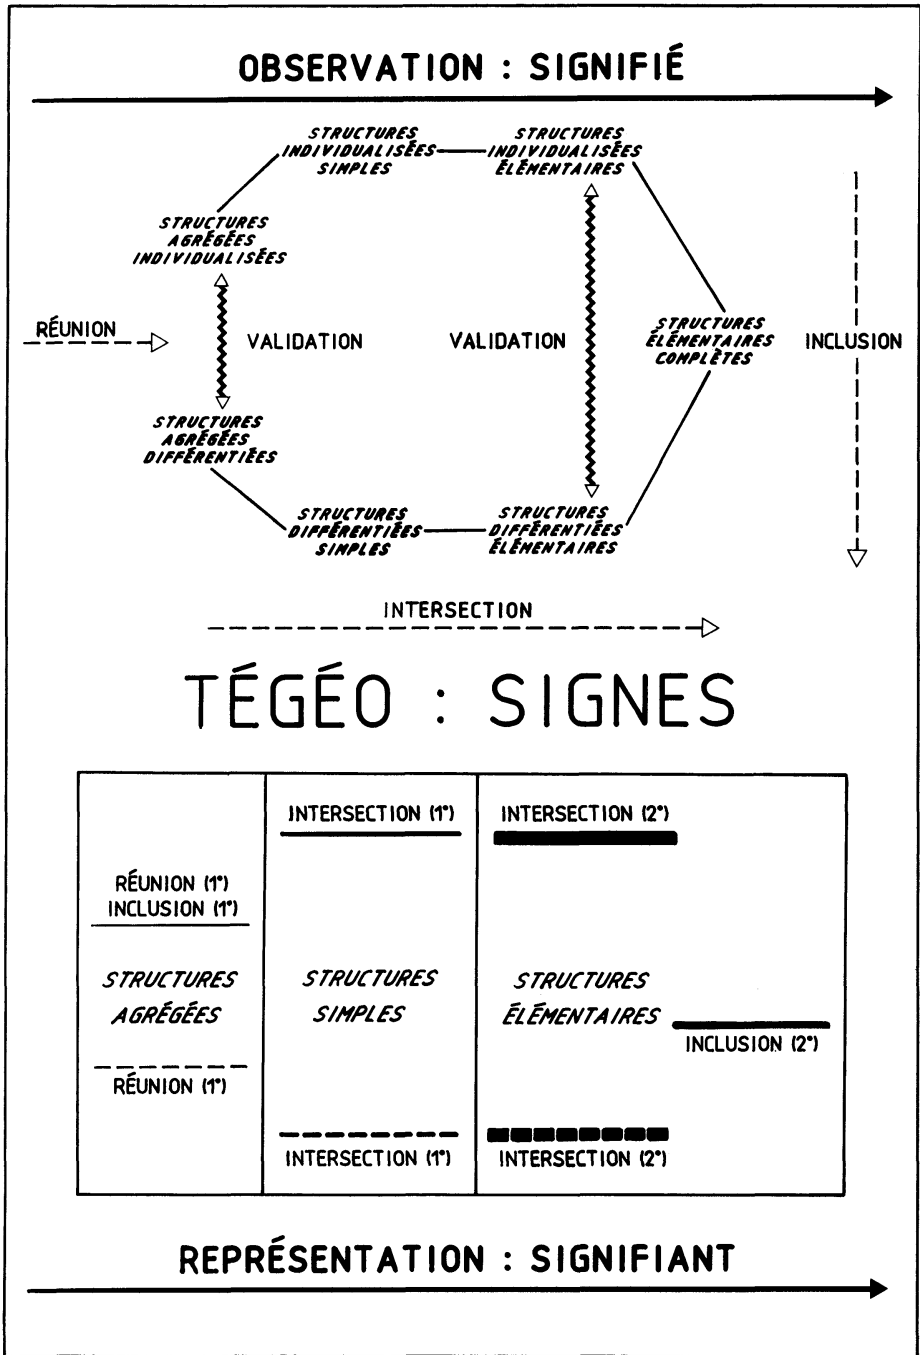 OBSERVATION : SIGNIFIÉ
STRUCTURES
INDIVIDUALISÉES
SIMPLES
STRUCTURES
INDIVIDUALISÉES
ÉLÉMENTAIRES
STRUCTURES
AGRÉGÉES
INDIVIDUALISÉES
RÉUNION
VALIDATION
VALIDATION
STRUCTURES
ÉLÉMENTAIRES
COMPLÈTES
INCLUSION
STRUCTURES
AGRÉGÉES
DIFFÉRENTIÉES
STRUCTURES
DIFFÉRENTIÉES
SIMPLES
STRUCTURES
DIFFÉRENTIÉES
ÉLÉMENTAIRES
INTERSECTION
TÉGÉO : SIGNES
INTERSECTION (1°)
INTERSECTION (2°)
RÉUNION (1°)
INCLUSION (1°)
STRUCTURES
AGRÉGÉES
STRUCTURES
SIMPLES
STRUCTURES
ÉLÉMENTAIRES
INCLUSION (2°)
RÉUNION (1°)
INTERSECTION (1°)
INTERSECTION (2°)
REPRÉSENTATION : SIGNIFIANT